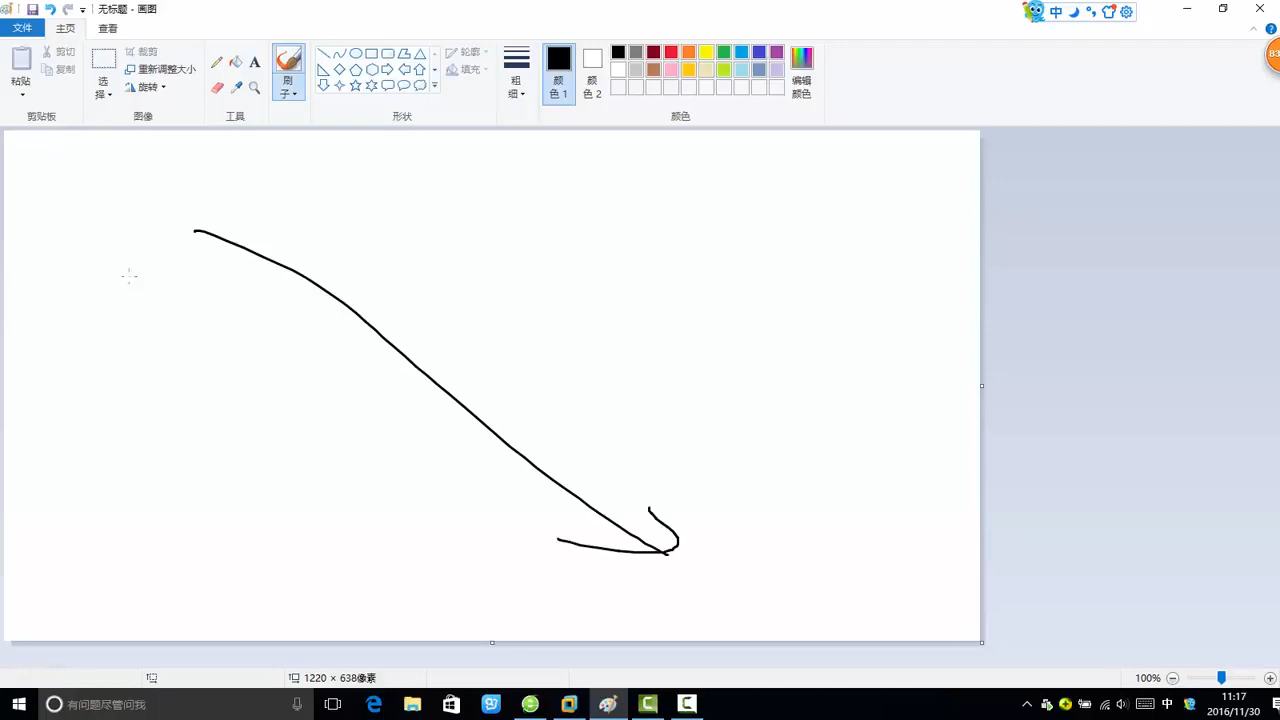 无标题 - 画图
中
文件
主页
查看
粘贴
剪切
复制
剪贴板
选择
裁剪
重新调整大小
旋转
图像
A
工具
刷子
轮廓
填充
形状
粗细
颜色 1
颜色 2
编辑颜色
颜色
83
1220 × 638像素
100%
有问题尽管问我
中
11:17
2016/11/30